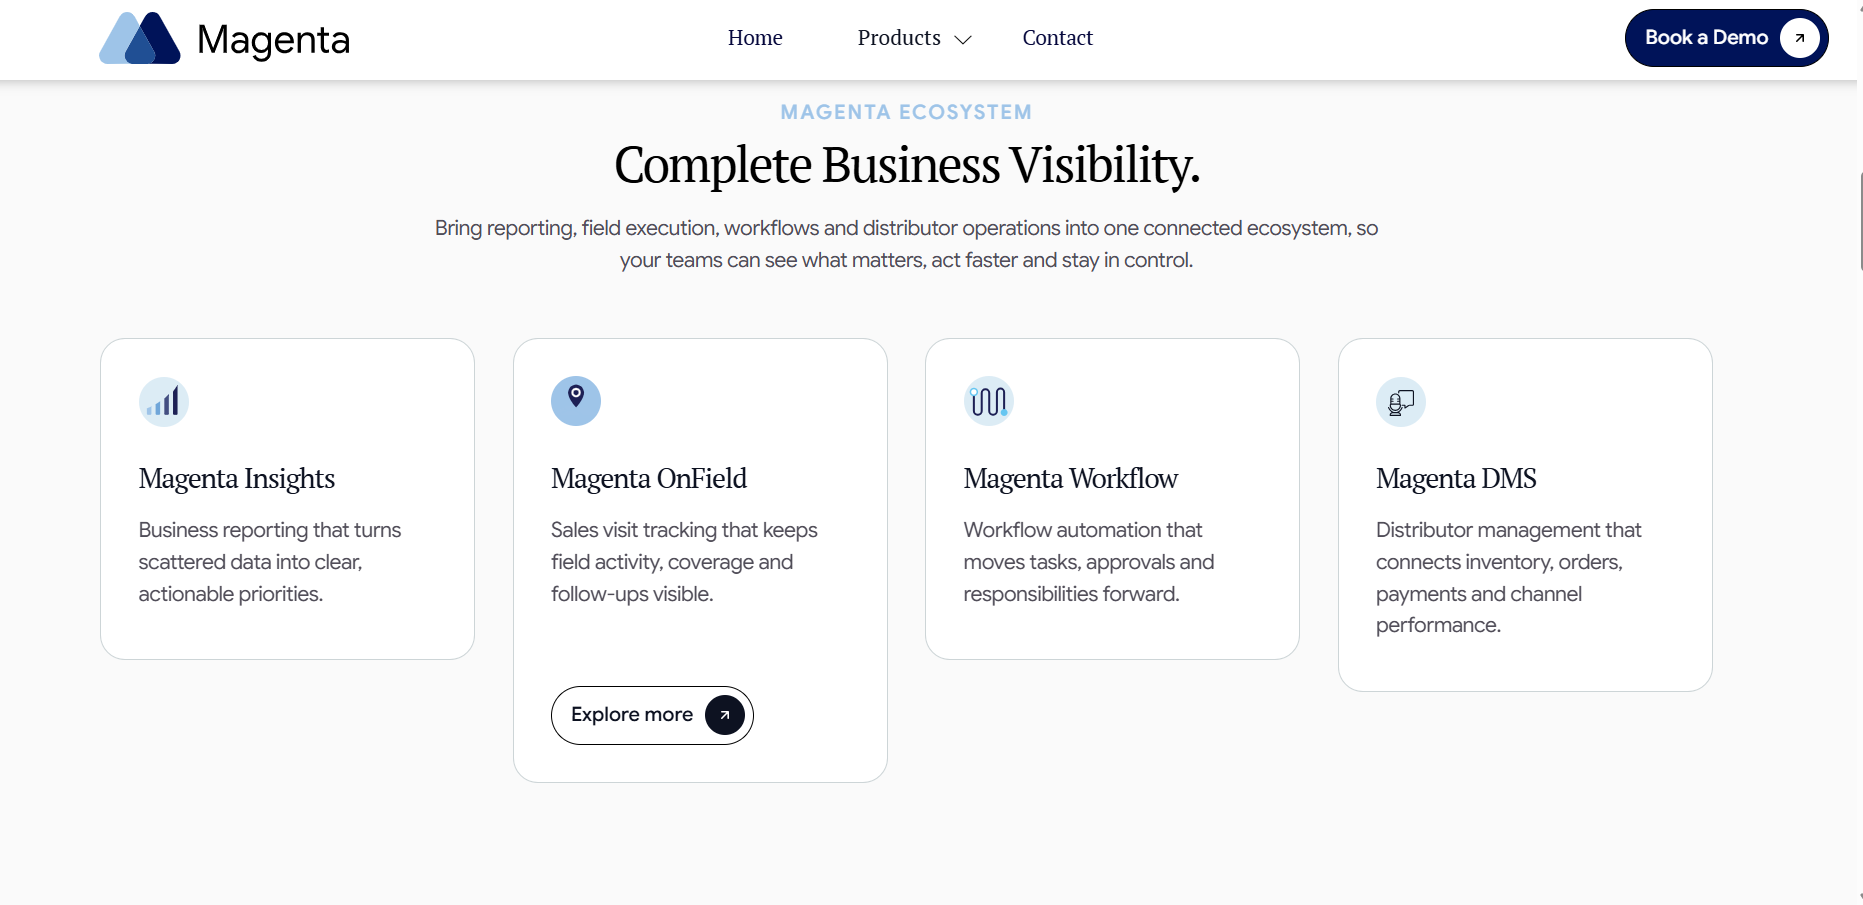 Magenta
Home
Products
Contact
Book a Demo
MAGENTA ECOSYSTEM
Complete Business Visibility.
Bring reporting, field execution, workflows and distributor operations into one connected ecosystem, so
your teams can see what matters, act faster and stay in control.
Magenta Insights
Business reporting that turns
scattered data into clear,
actionable priorities.
Magenta OnField
Sales visit tracking that keeps
field activity, coverage and
follow-ups visible.
Explore more
Magenta Workflow
Workflow automation that
moves tasks, approvals and
responsibilities forward.
Magenta DMS
Distributor management that
connects inventory, orders,
payments and channel
performance.